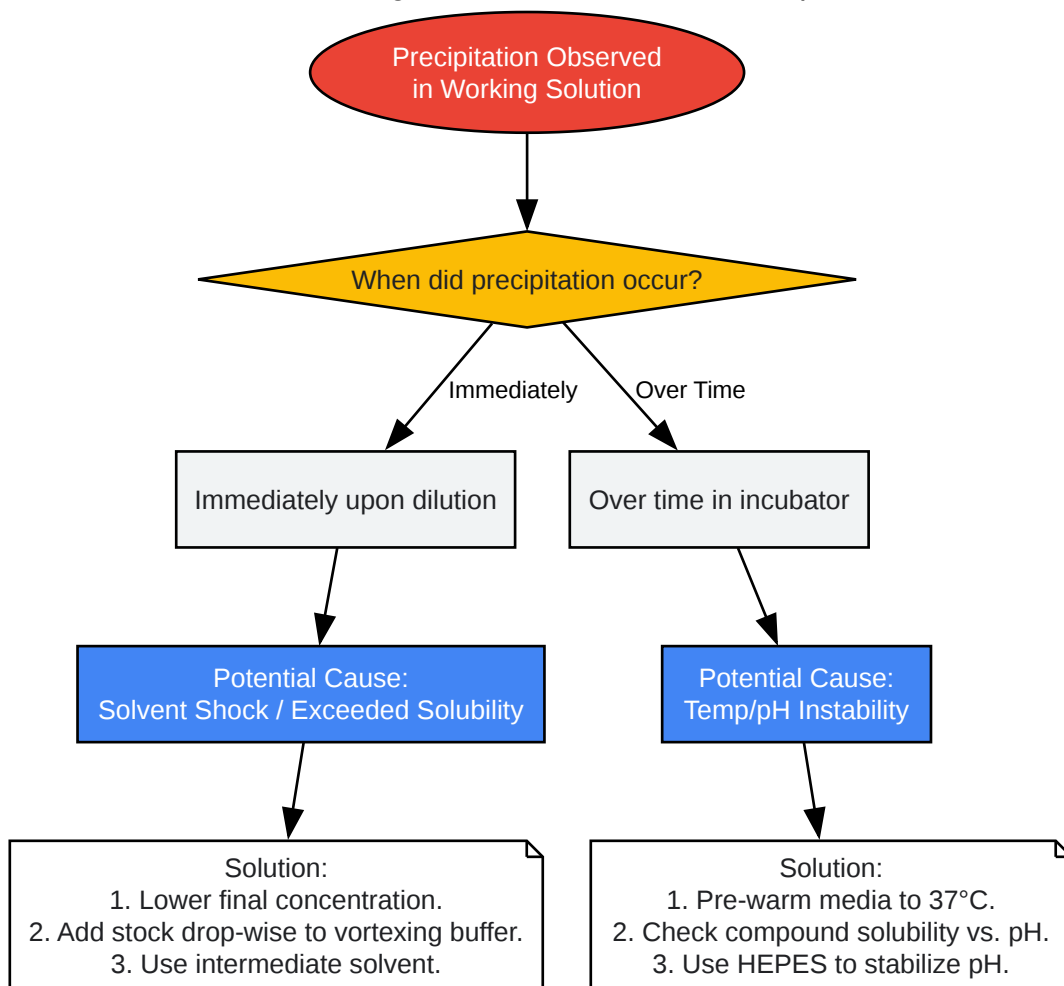 Precipitation Observed
in Working Solution
When did precipitation occur?
Immediately
Over Time
Immediately upon dilution
Over time in incubator
Potential Cause:
Solvent Shock / Exceeded Solubility
Potential Cause:
Temp/pH Instability
Solution:
1. Lower final concentration.
2. Add stock drop-wise to vortexing buffer.
3. Use intermediate solvent.
Solution:
1. Pre-warm media to 37°C.
2. Check compound solubility vs. pH.
3. Use HEPES to stabilize pH.